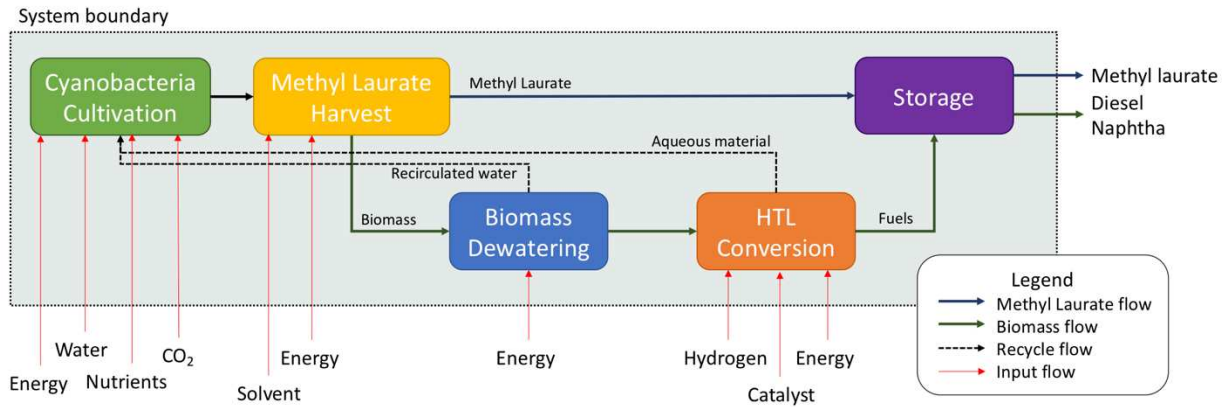 System boundary
Cyanobacteria
Cultivation
Methyl Laurate
Harvest
Methyl Laurate
Storage
Methyl laurate
Diesel
Naphtha
Aqueous material
Recirculated water
Biomass
Biomass
Dewatering
HTL
Conversion
Fuels
Energy
Water
Nutrients
CO₂
Solvent
Energy
Energy
Hydrogen
Catalyst
Energy
Legend
Methyl Laurate flow
Biomass flow
Recycle flow
Input flow